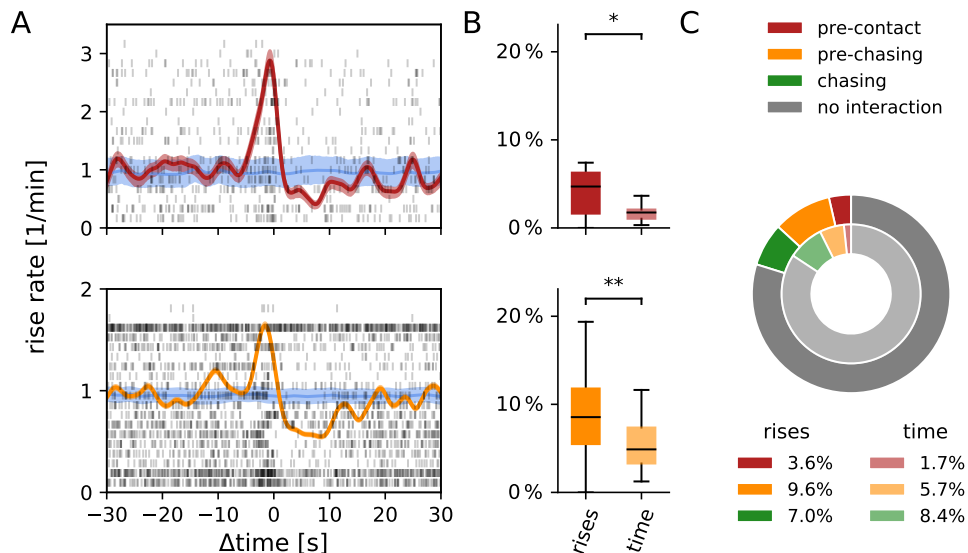 A
rise rate [1/min]
3
2
1
0
2
1
0
−30
−20
−10
0
10
20
30
Δtime [s]
B
*
20 %
10 %
0 %
**
20 %
10 %
0 %
rises
time
C
pre-contact
pre-chasing
chasing
no interaction
rises time
3.6% 1.7%
9.6% 5.7%
7.0% 8.4%